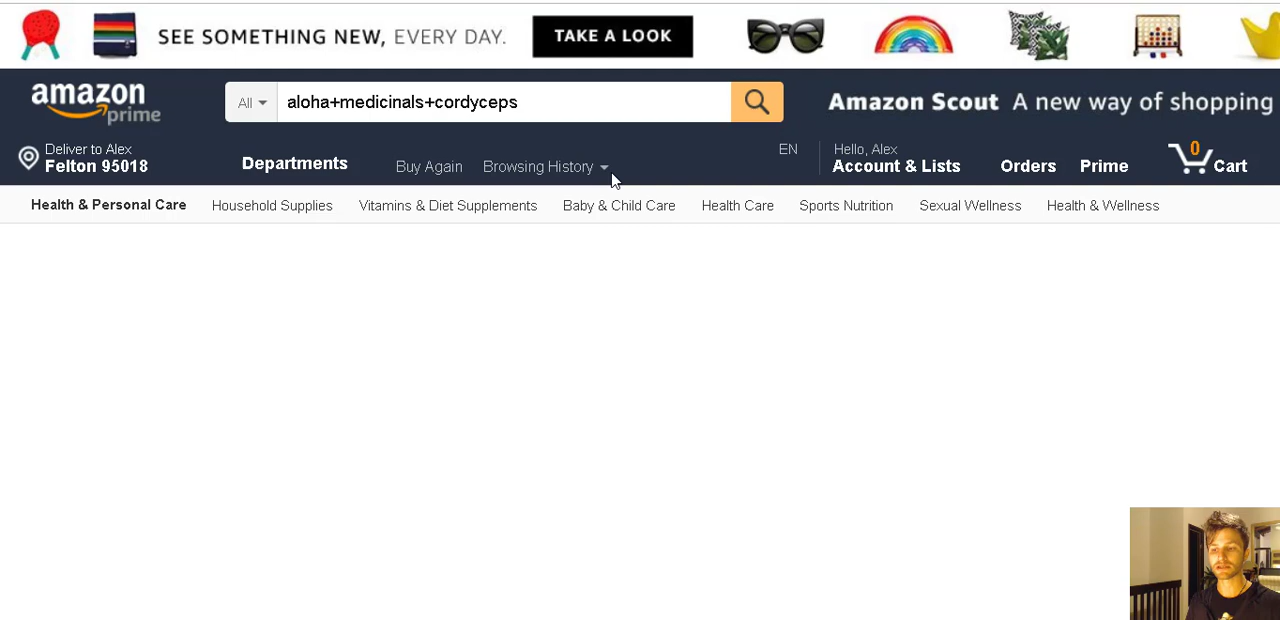 SEE SOMETHING NEW, EVERY DAY. TAKE A LOOK
amazon prime
All aloha+medicinals+cordyceps
Amazon Scout A new way of shopping
Deliver to Alex
Felton 95018
Departments Buy Again Browsing History
EN
Hello, Alex
Account & Lists Orders Prime 0 Cart
Health & Personal Care Household Supplies Vitamins & Diet Supplements Baby & Child Care Health Care Sports Nutrition Sexual Wellness Health & Wellness